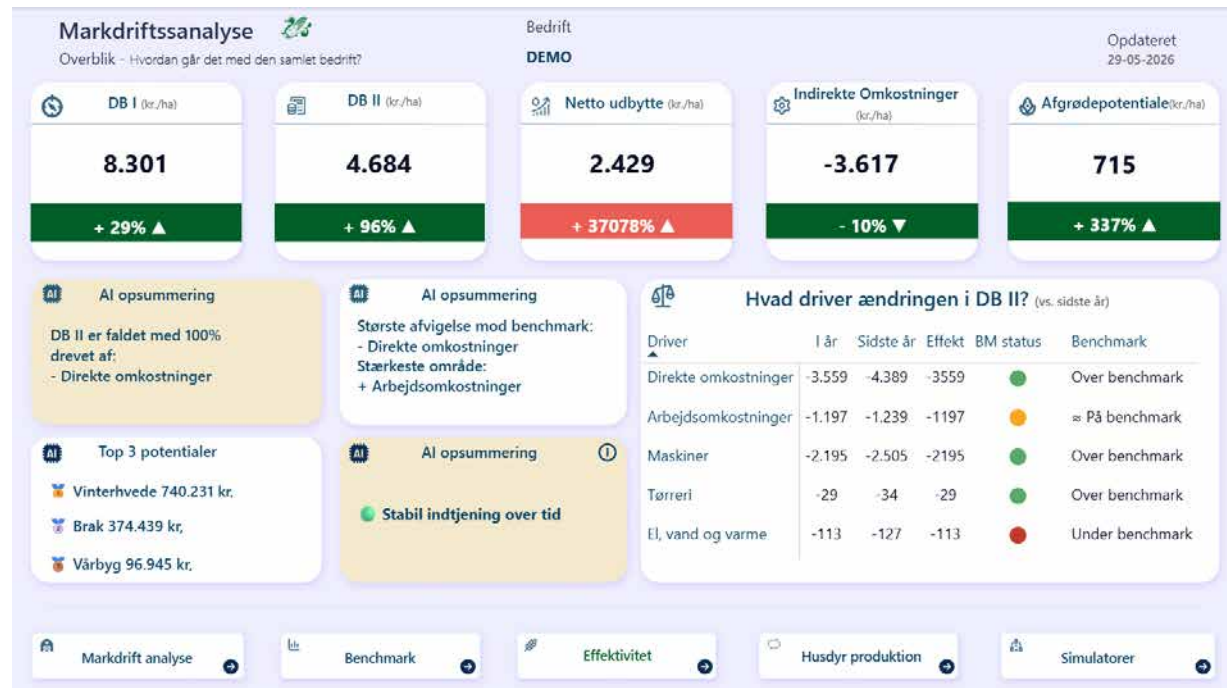 Markdriftssanalyse
Overblik - Hvordan går det med den samlet bedrift?
Bedrift
DEMO
Opdateret
29-05-2026
DB I (kr./ha)
8.301
+ 29% ▲
DB II (kr./ha)
4.684
+ 96% ▲
Netto udbytte (kr./ha)
2.429
+ 37078% ▲
Indirekte Omkostninger
(kr./ha)
-3.617
- 10% ▼
Afgrødepotentiale(kr./ha)
715
+ 337% ▲
AI
AI opsummering
DB II er faldet med 100%
drevet af:
- Direkte omkostninger
AI
AI opsummering
Største afvigelse mod benchmark:
- Direkte omkostninger
Stærkeste område:
+ Arbejdsomkostninger
AI
Top 3 potentialer
Vinterhvede 740.231 kr,
Brak 374.439 kr,
Vårbyg 96.945 kr,
AI
AI opsummering
Stabil indtjening over tid
Hvad driver ændringen i DB II? (vs. sidste år)
Driver I år Sidste år Effekt BM status Benchmark
Direkte omkostninger -3.559 -4.389 -3559 Over benchmark
Arbejdsomkostninger -1.197 -1.239 -1197 ≈ På benchmark
Maskiner -2.195 -2.505 -2195 Over benchmark
Tørreri -29 -34 -29 Over benchmark
El, vand og varme -113 -127 -113 Under benchmark
Markdrift analyse
Benchmark
Effektivitet
Husdyr produktion
Simulatorer